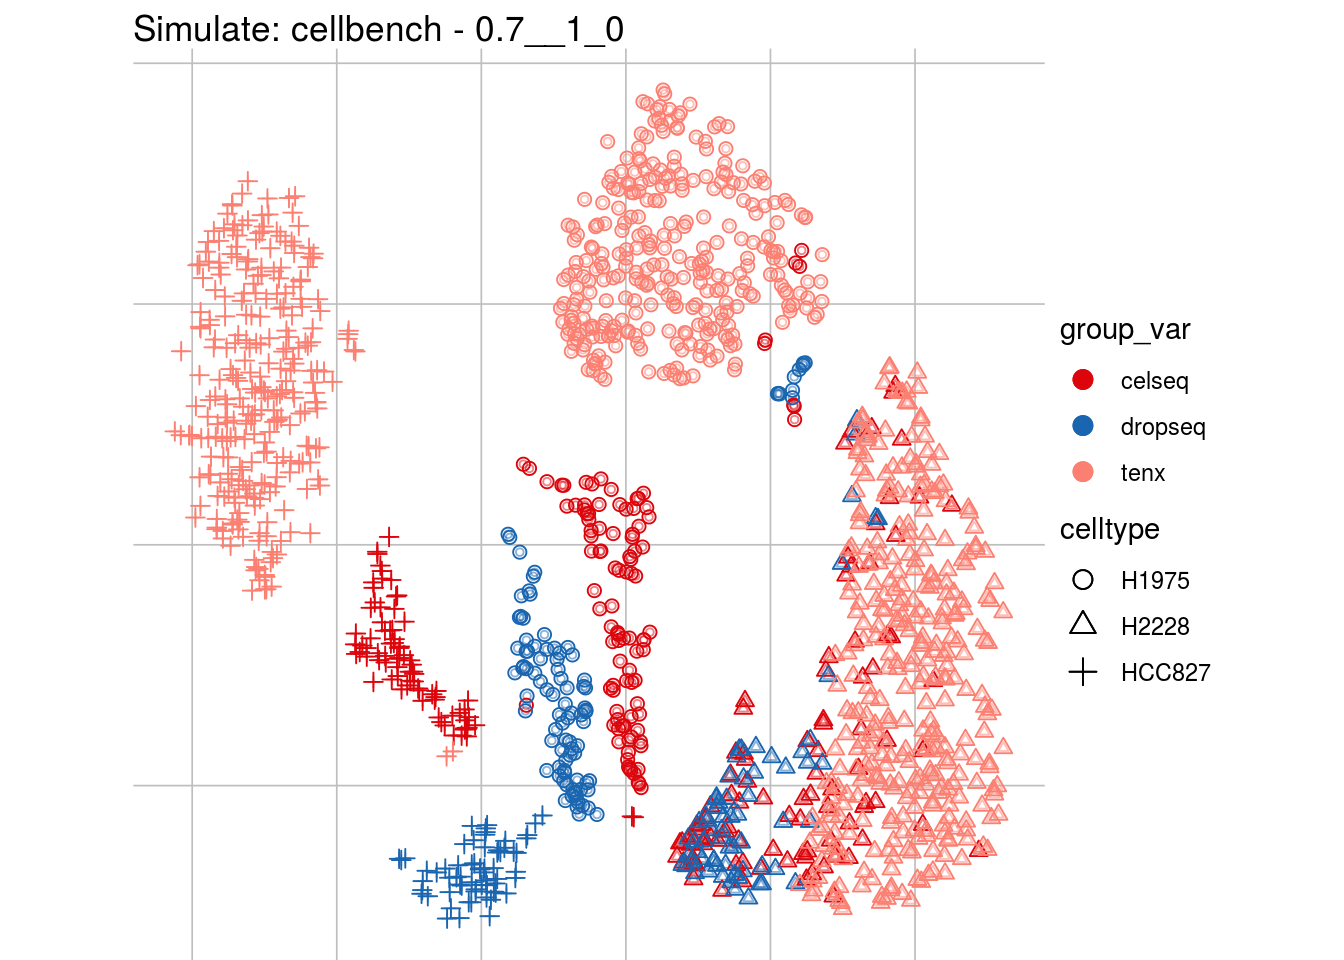 Simulate: cellbench - 0.7__1_0
group_var
celseq
dropseq
tenx
celltype
H1975
H2228
HCC827